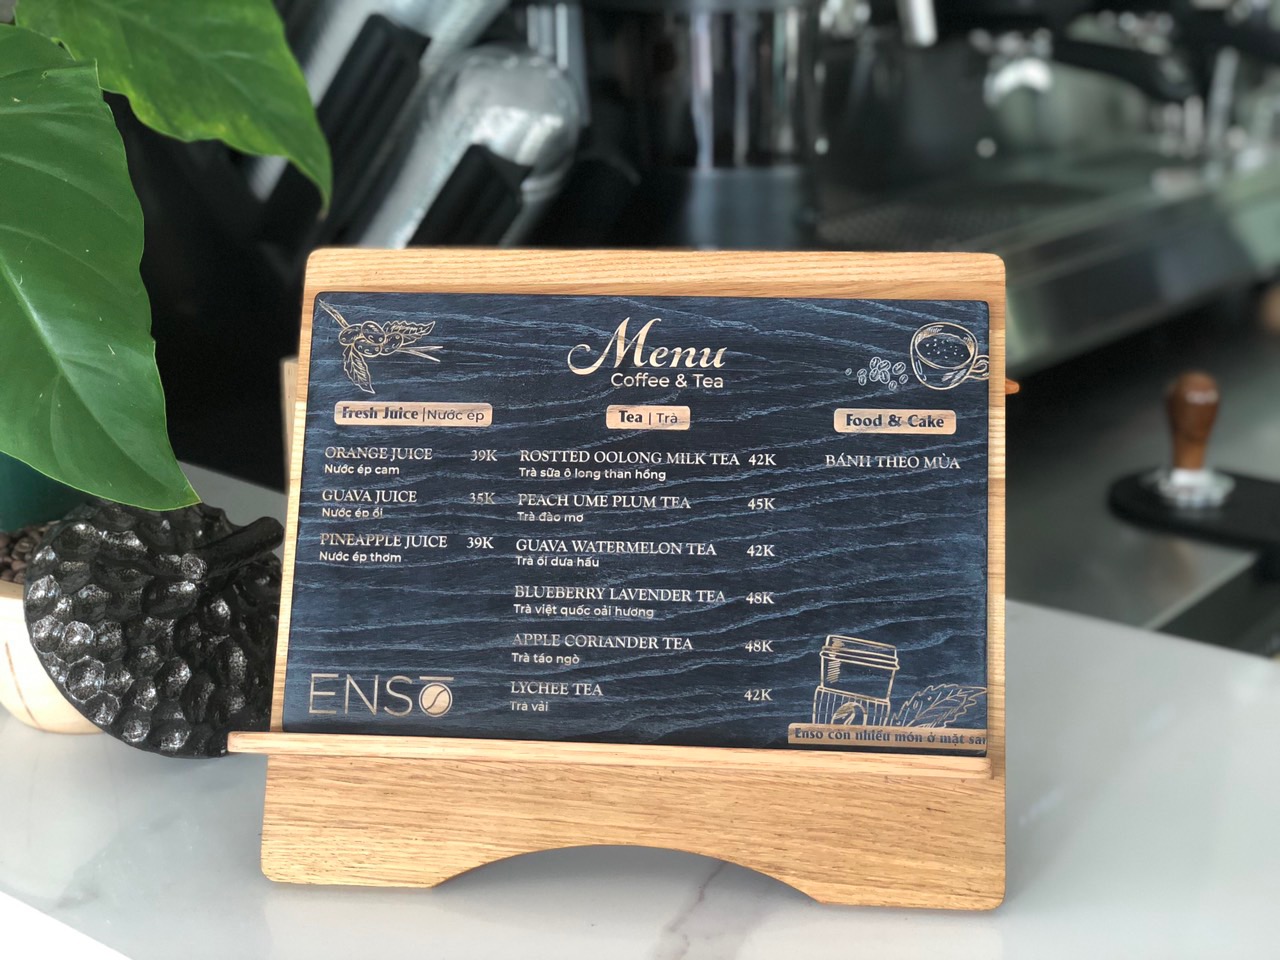 Menu
Coffee & Tea
Fresh Juice | Nước ép
ORANGE JUICE 39K
Nước ép cam
GUAVA JUICE 35K
Nước ép ổi
PINEAPPLE JUICE 39K
Nước ép thơm
Tea | Trà
ROSTTED OOLONG MILK TEA 42K
Trà sữa ô long than hồng
PEACH UME PLUM TEA 45K
Trà đào mơ
GUAVA WATERMELON TEA 42K
Trà ổi dưa hấu
BLUEBERRY LAVENDER TEA 48K
Trà việt quốc oải hương
APPLE CORIANDER TEA 48K
Trà táo ngò
LYCHEE TEA 42K
Trà vải
Food & Cake
BÁNH THEO MÙA
ENSO
Enso còn nhiều món ở mặt sau